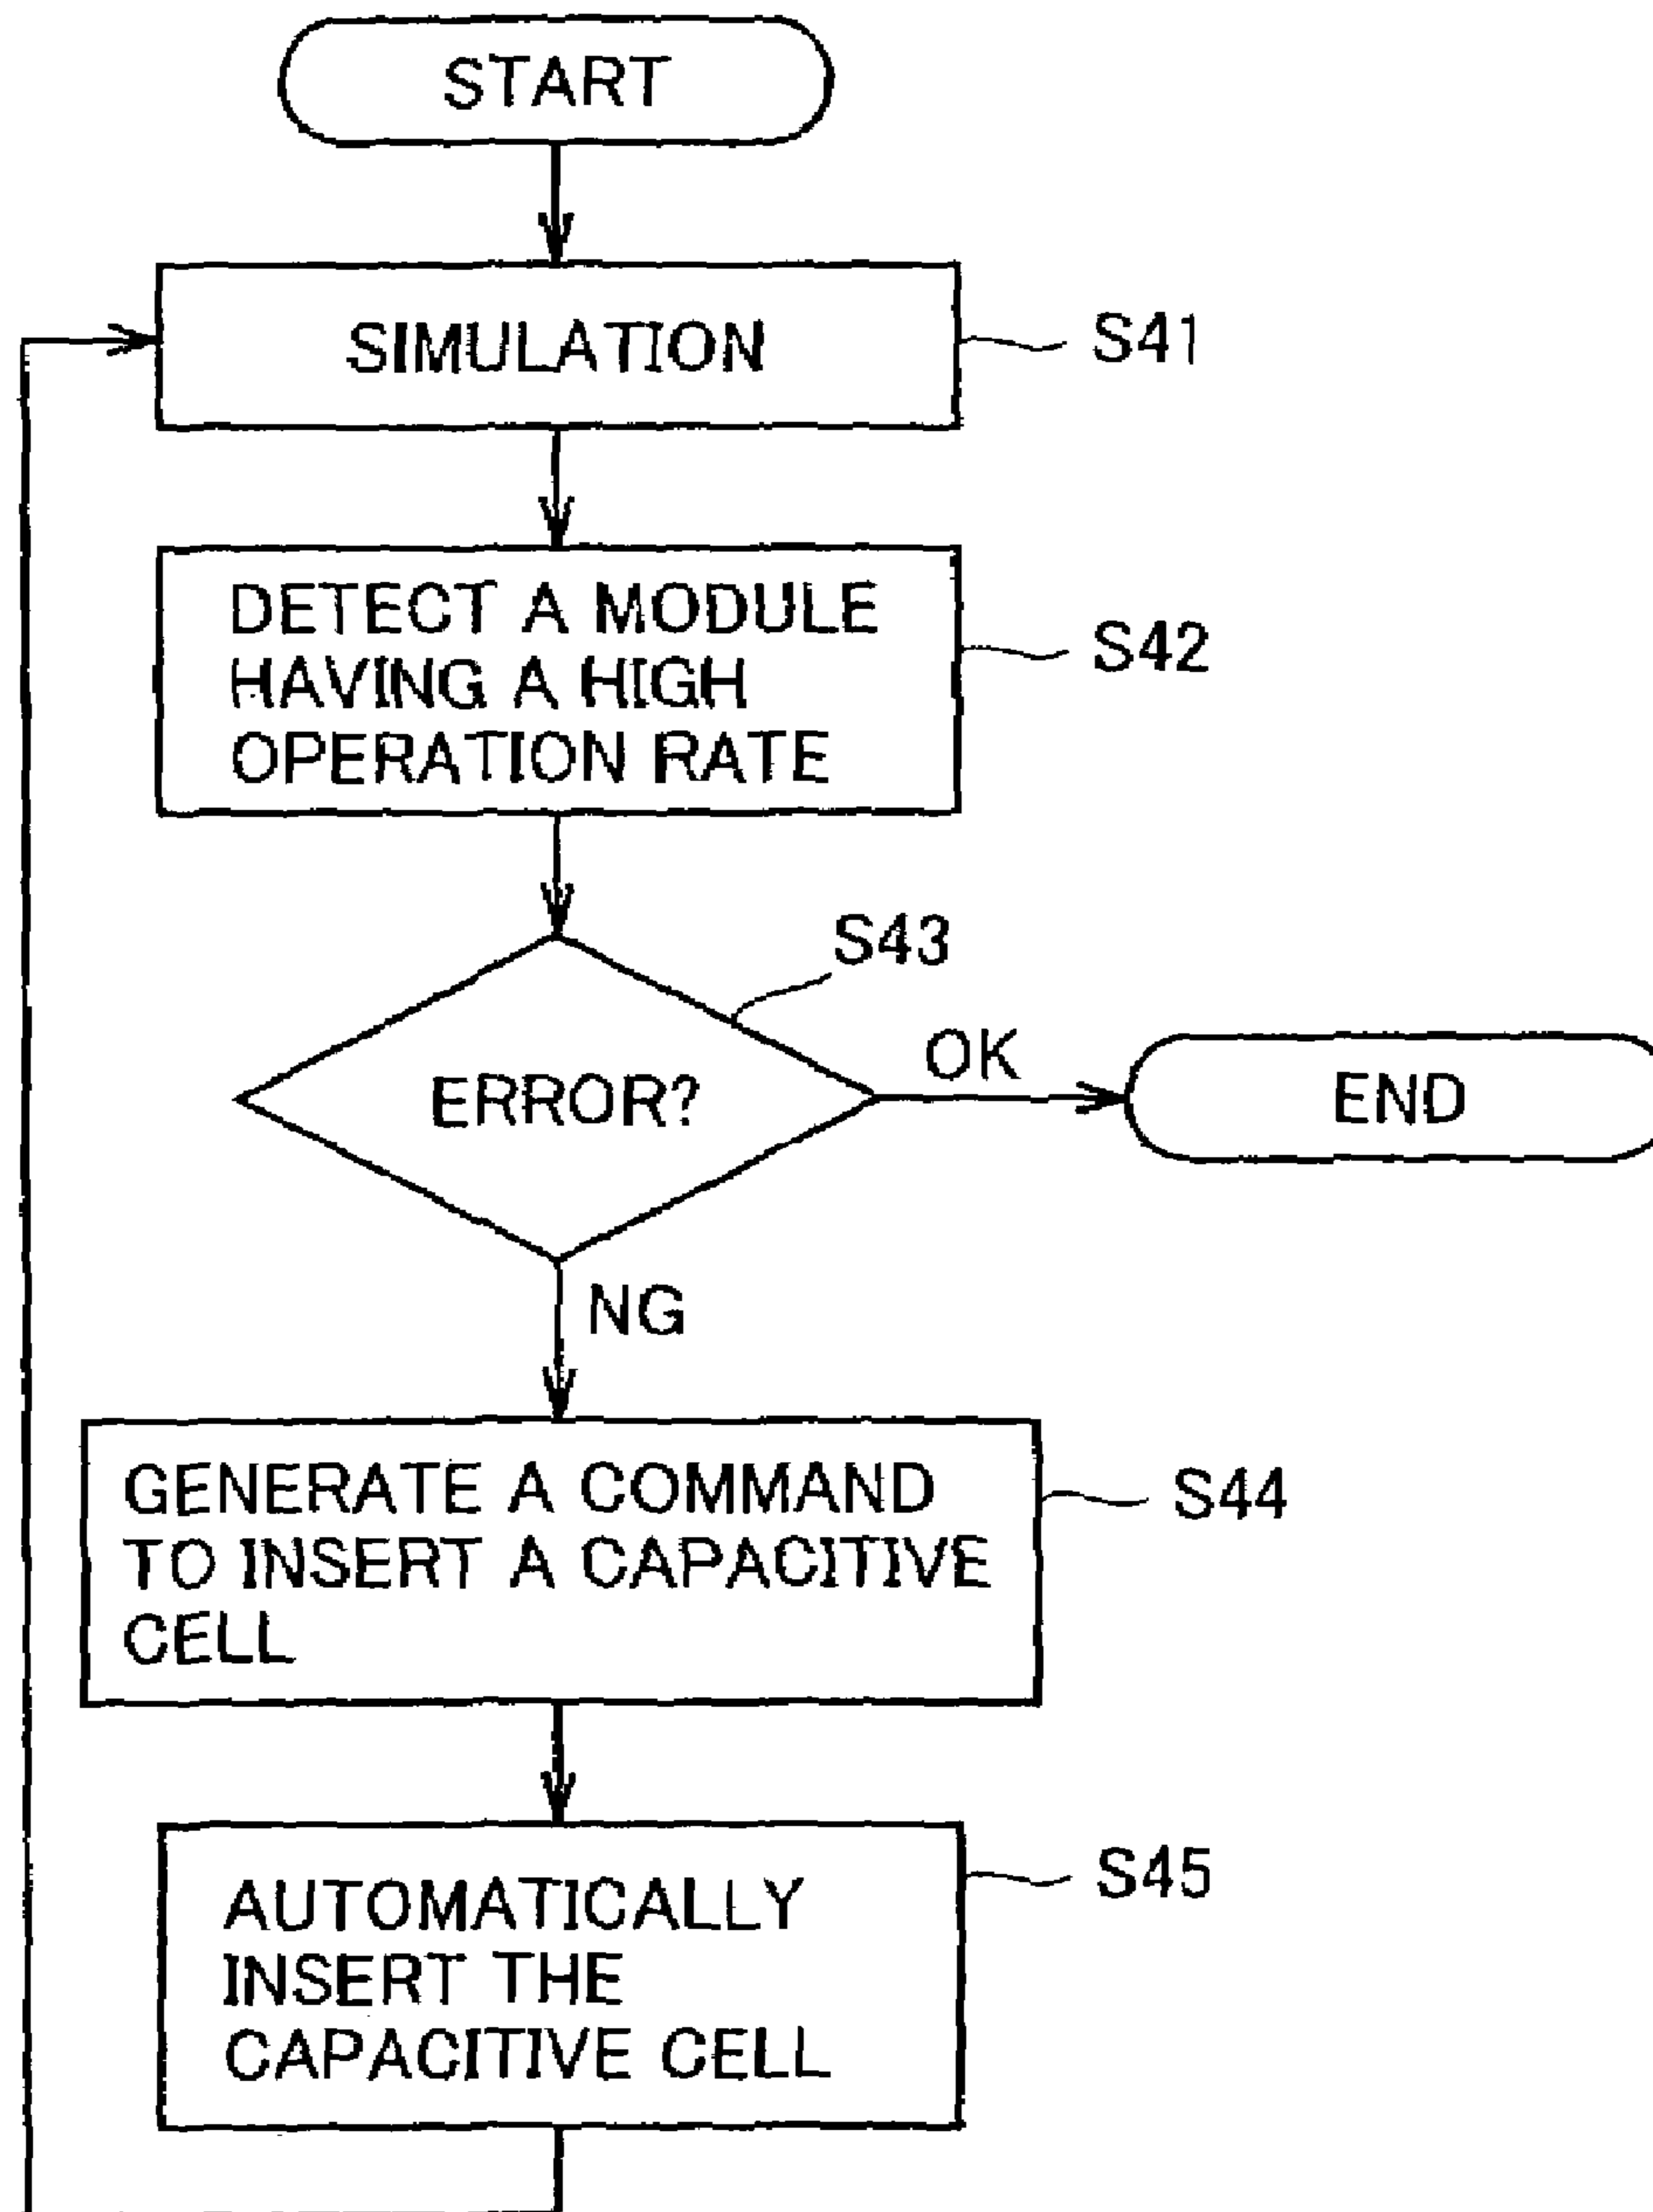 START
SIMULATION
S41
DETECT A MODULE
HAVING A HIGH
OPERATION RATE
S42
S43
ERROR?
OK
END
NG
GENERATE A COMMAND
TO INSERT A CAPACITIVE
CELL
S44
AUTOMATICALLY
INSERT THE
CAPACITIVE CELL
S45